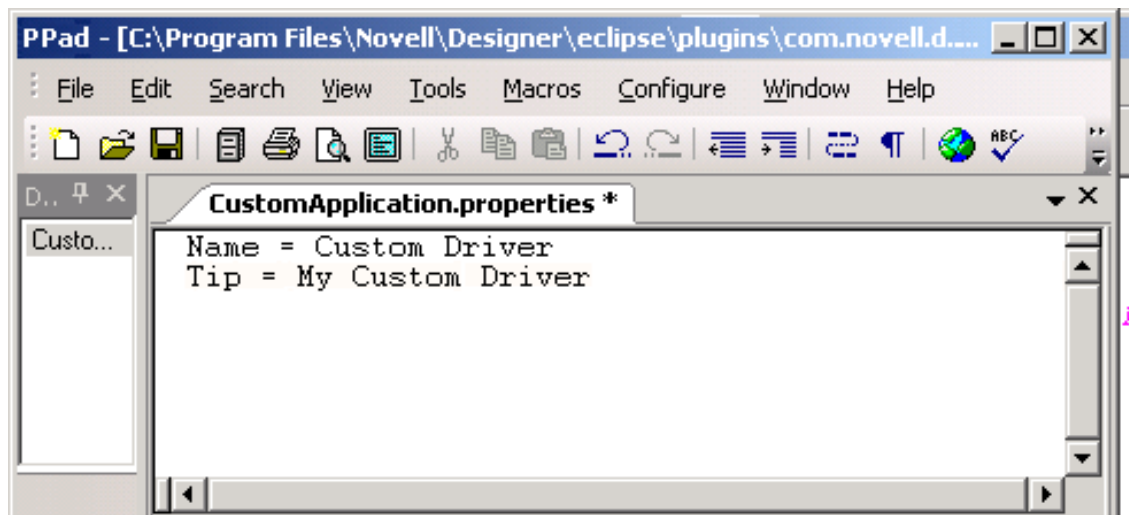 PPad - [C:\Program Files\Novell\Designer\eclipse\plugins\com.novell.d.....
File Edit Search View Tools Macros Configure Window Help
ABC
D..
CustomApplication.properties *
Custo...
Name = Custom Driver
Tip = My Custom Driver